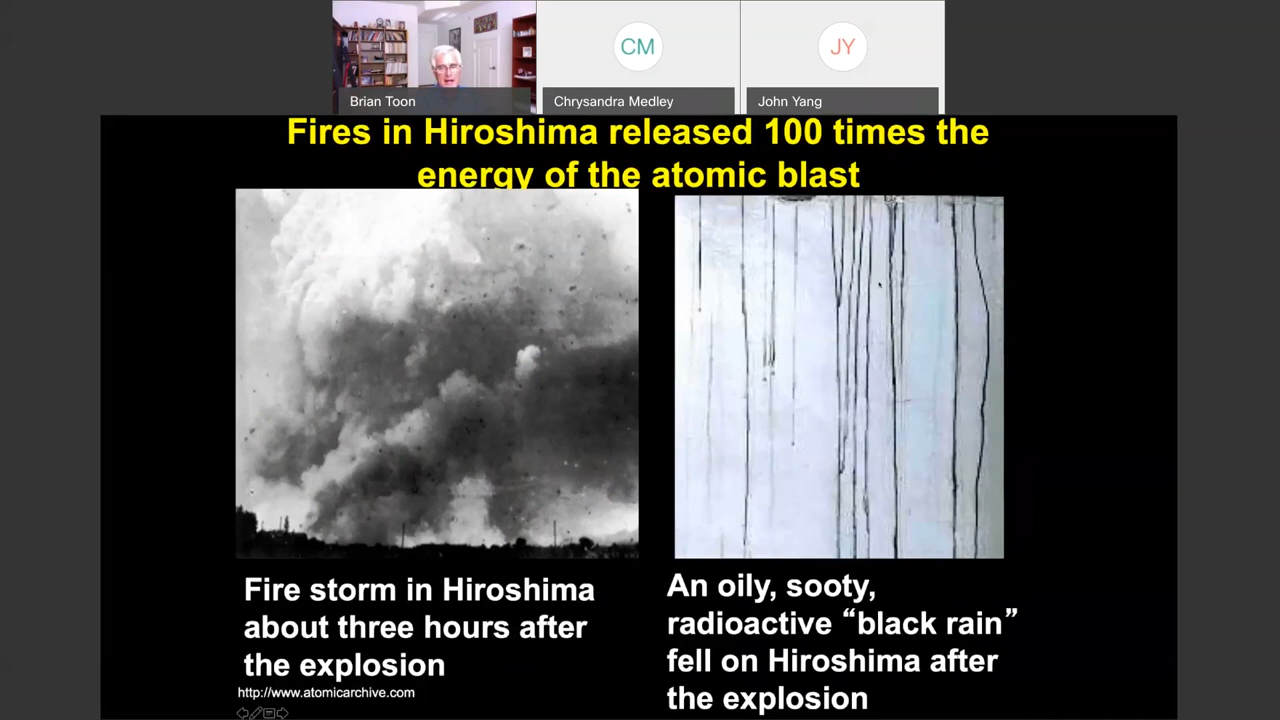 CM
JY
Brian Toon
Chrysandra Medley
John Yang
Fires in Hiroshima released 100 times the
energy of the atomic blast
Fire storm in Hiroshima
about three hours after
the explosion
http://www.atomicarchive.com
An oily, sooty,
radioactive “black rain”
fell on Hiroshima after
the explosion